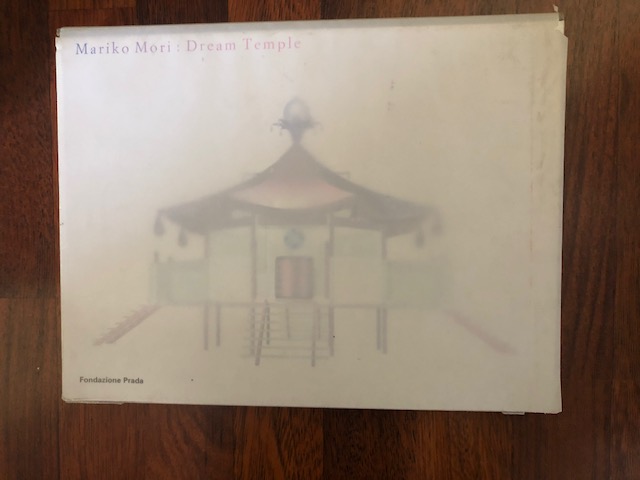 Mariko Mori : Dream Temple
Fondazione Prada